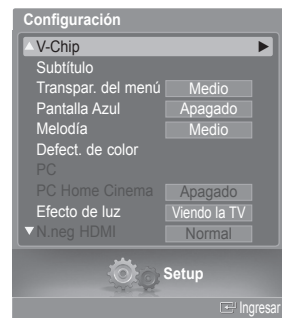 Configuración
V-Chip
Subtítulo
Transpar. del menú Medio
Pantalla Azul Apagado
Melodía Medio
Defect. de color
PC
PC Home Cinema Apagado
Efecto de luz Viendo la TV
N.neg HDMI Normal
Setup
Ingresar